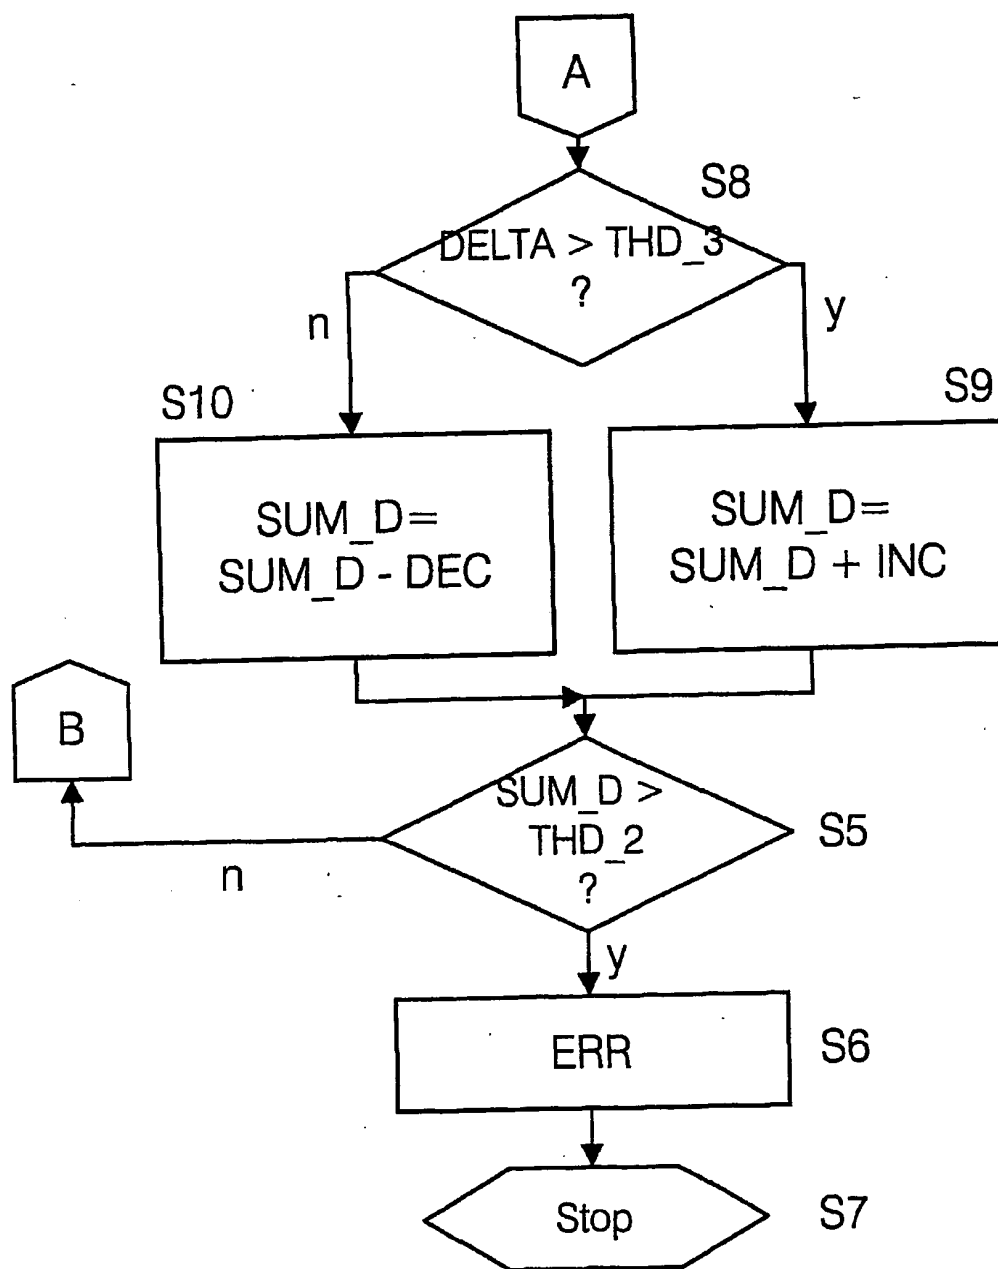 A
S8
DELTA > THD_3
?
n
y
S10
S9
SUM_D=
SUM_D - DEC
SUM_D=
SUM_D + INC
B
SUM_D >
THD_2
?
S5
n
y
ERR
S6
Stop
S7